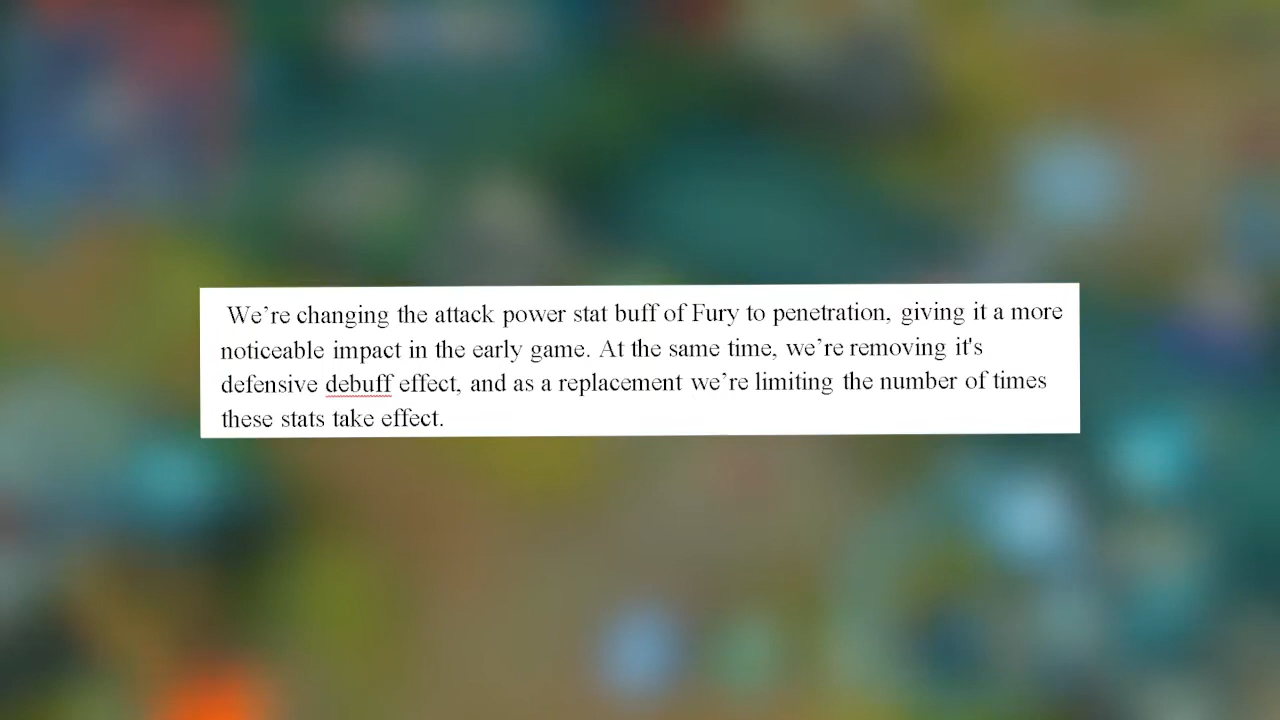 We’re changing the attack power stat buff of Fury to penetration, giving it a more
noticeable impact in the early game. At the same time, we’re removing it's
defensive debuff effect, and as a replacement we’re limiting the number of times
these stats take effect.